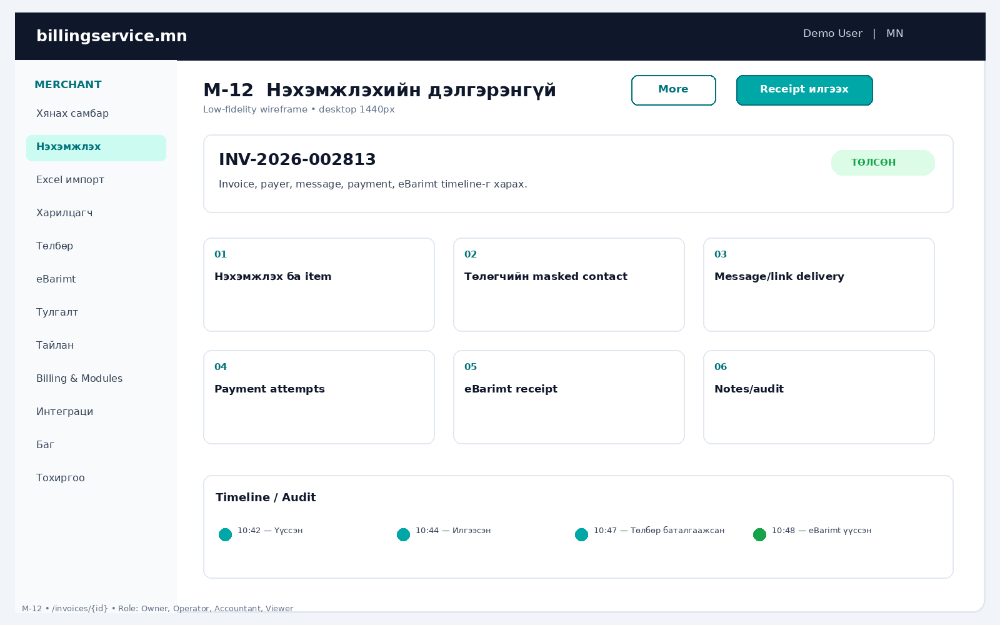 billingservice.mn
Demo User | MN
MERCHANT
Хянах самбар
Нэхэмжлэх
Excel импорт
Харилцагч
Төлбөр
eBarimt
Тулгалт
Тайлан
Billing & Modules
Интеграци
Баг
Тохиргоо
M-12 Нэхэмжлэхийн дэлгэрэнгүй
Low-fidelity wireframe • desktop 1440px
More
Receipt илгээх
INV-2026-002813
ТӨЛСӨН
Invoice, payer, message, payment, eBarimt timeline-г харах.
01
Нэхэмжлэх ба item
02
Төлөгчийн masked contact
03
Message/link delivery
04
Payment attempts
05
eBarimt receipt
06
Notes/audit
Timeline / Audit
10:42 — Үүссэн
10:44 — Илгээсэн
10:47 — Төлбөр баталгаажсан
10:48 — eBarimt үүссэн
M-12 • /invoices/{id} • Role: Owner, Operator, Accountant, Viewer